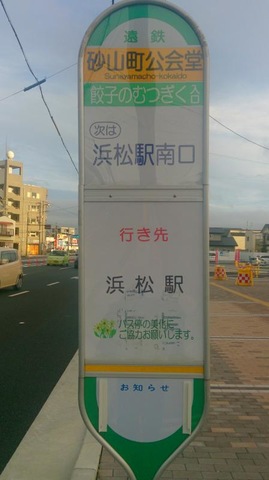 遠鉄
砂山町公会堂
Sunayamacho-kokaido
餃子のむつぎく入口
次は
浜松駅南口
行き先
浜松駅
バス停の美化に
ご協力お願いします。
お知らせ